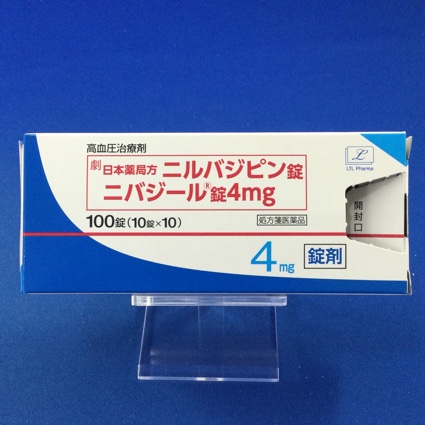 高血圧治療剤
劇 日本薬局方 ニルバジピン錠
ニバジール®錠4mg
100錠(10錠×10)
処方箋医薬品
L
LTL Pharma
開封口
4mg
錠剤